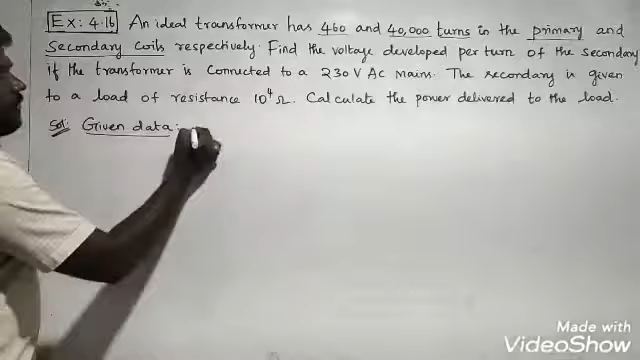 Ex: 4.16 An ideal transformer has 460 and 40,000 turns in the primary and
Secondary coils respectively. Find the voltage developed per turn of the secondary
if the transformer is connected to a 230 V AC mains. The secondary is given
to a load of resistance 10⁴ Ω. Calculate the power delivered to the load.
Sol: Given data:
Made with
VideoShow